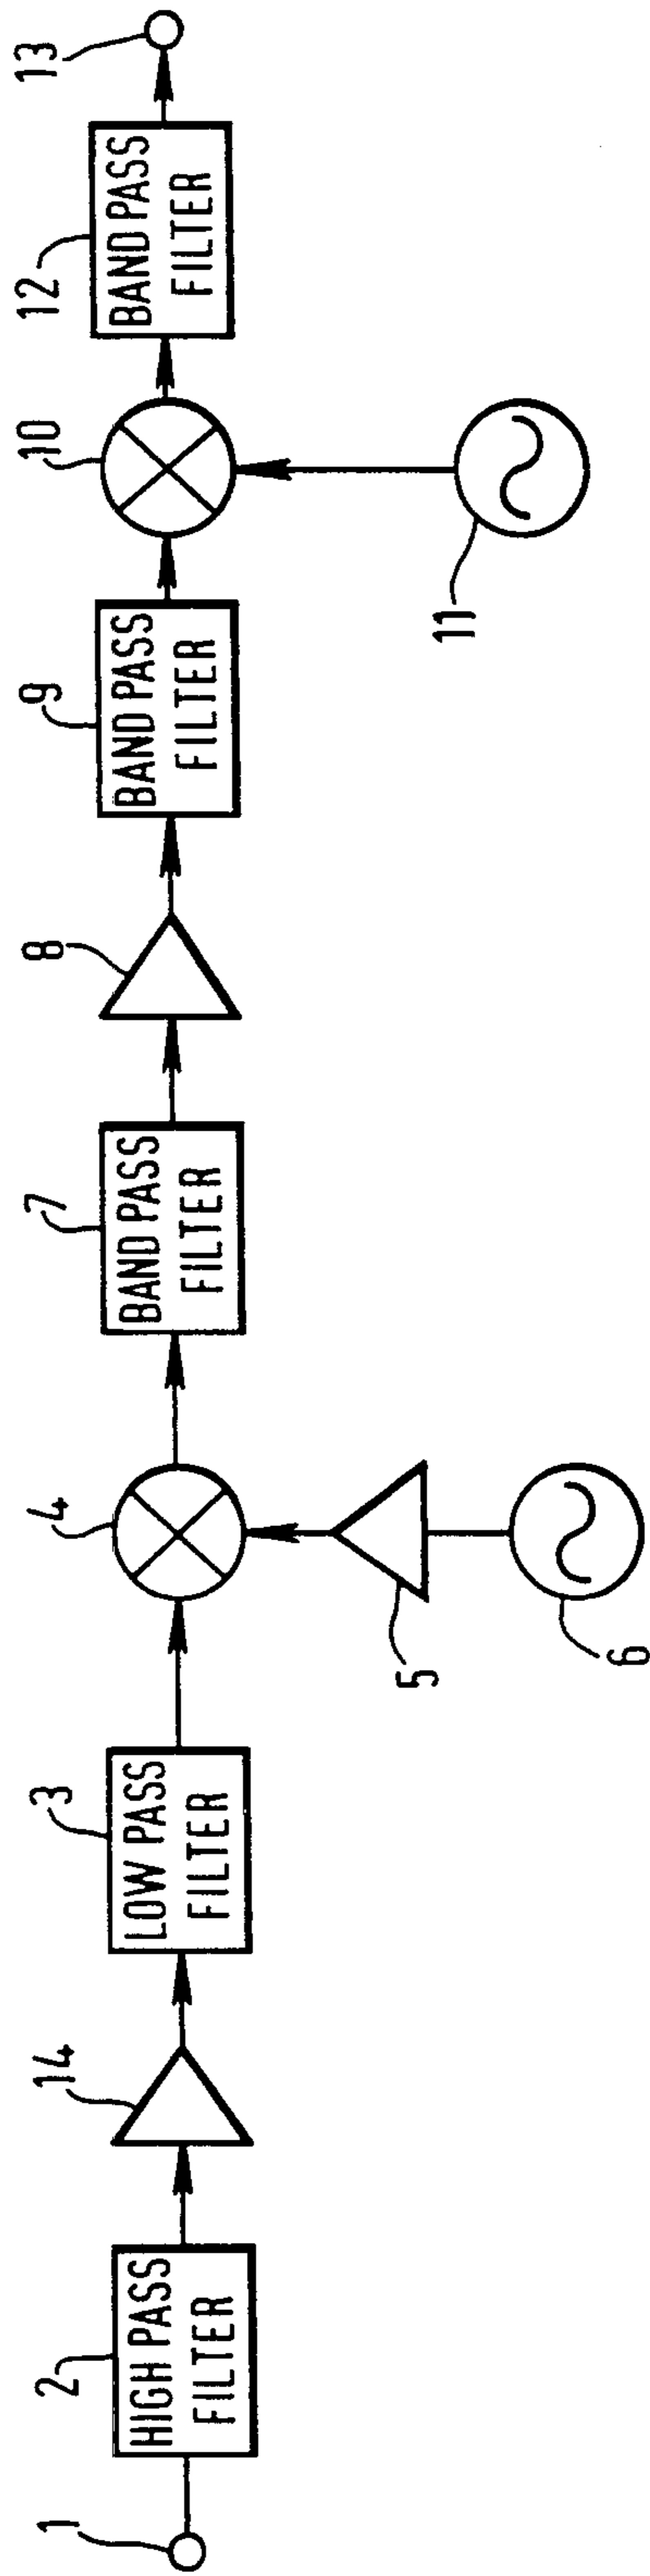 1
2
HIGH PASS
FILTER
14
3
LOW PASS
FILTER
4
5
6
7
BAND PASS
FILTER
8
9
BAND PASS
FILTER
10
11
12
BAND PASS
FILTER
13